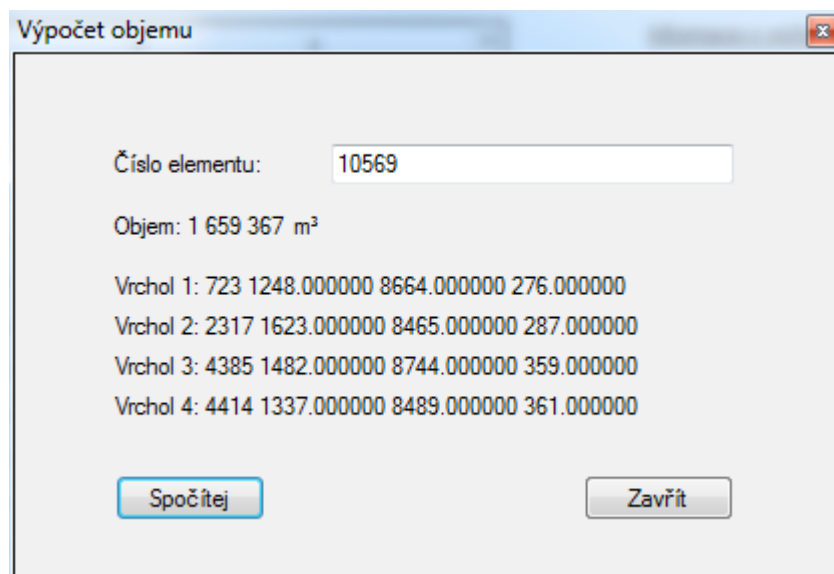 Výpočet objemu
Číslo elementu: 10569
Objem: 1 659 367 m³
Vrchol 1: 723 1248.000000 8664.000000 276.000000
Vrchol 2: 2317 1623.000000 8465.000000 287.000000
Vrchol 3: 4385 1482.000000 8744.000000 359.000000
Vrchol 4: 4414 1337.000000 8489.000000 361.000000
Spočítej Zavřít